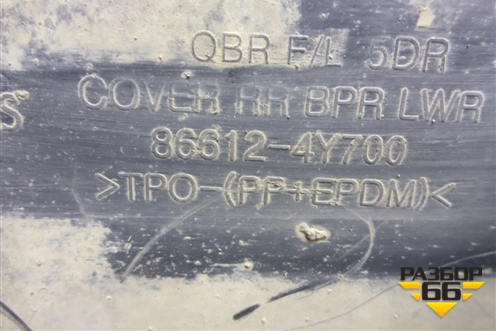 QBR F/L 5DR
COVER RR BPR LWR
S
86612-4Y700
>TPO-(PP+EPDM)<
РАЗБОР
66